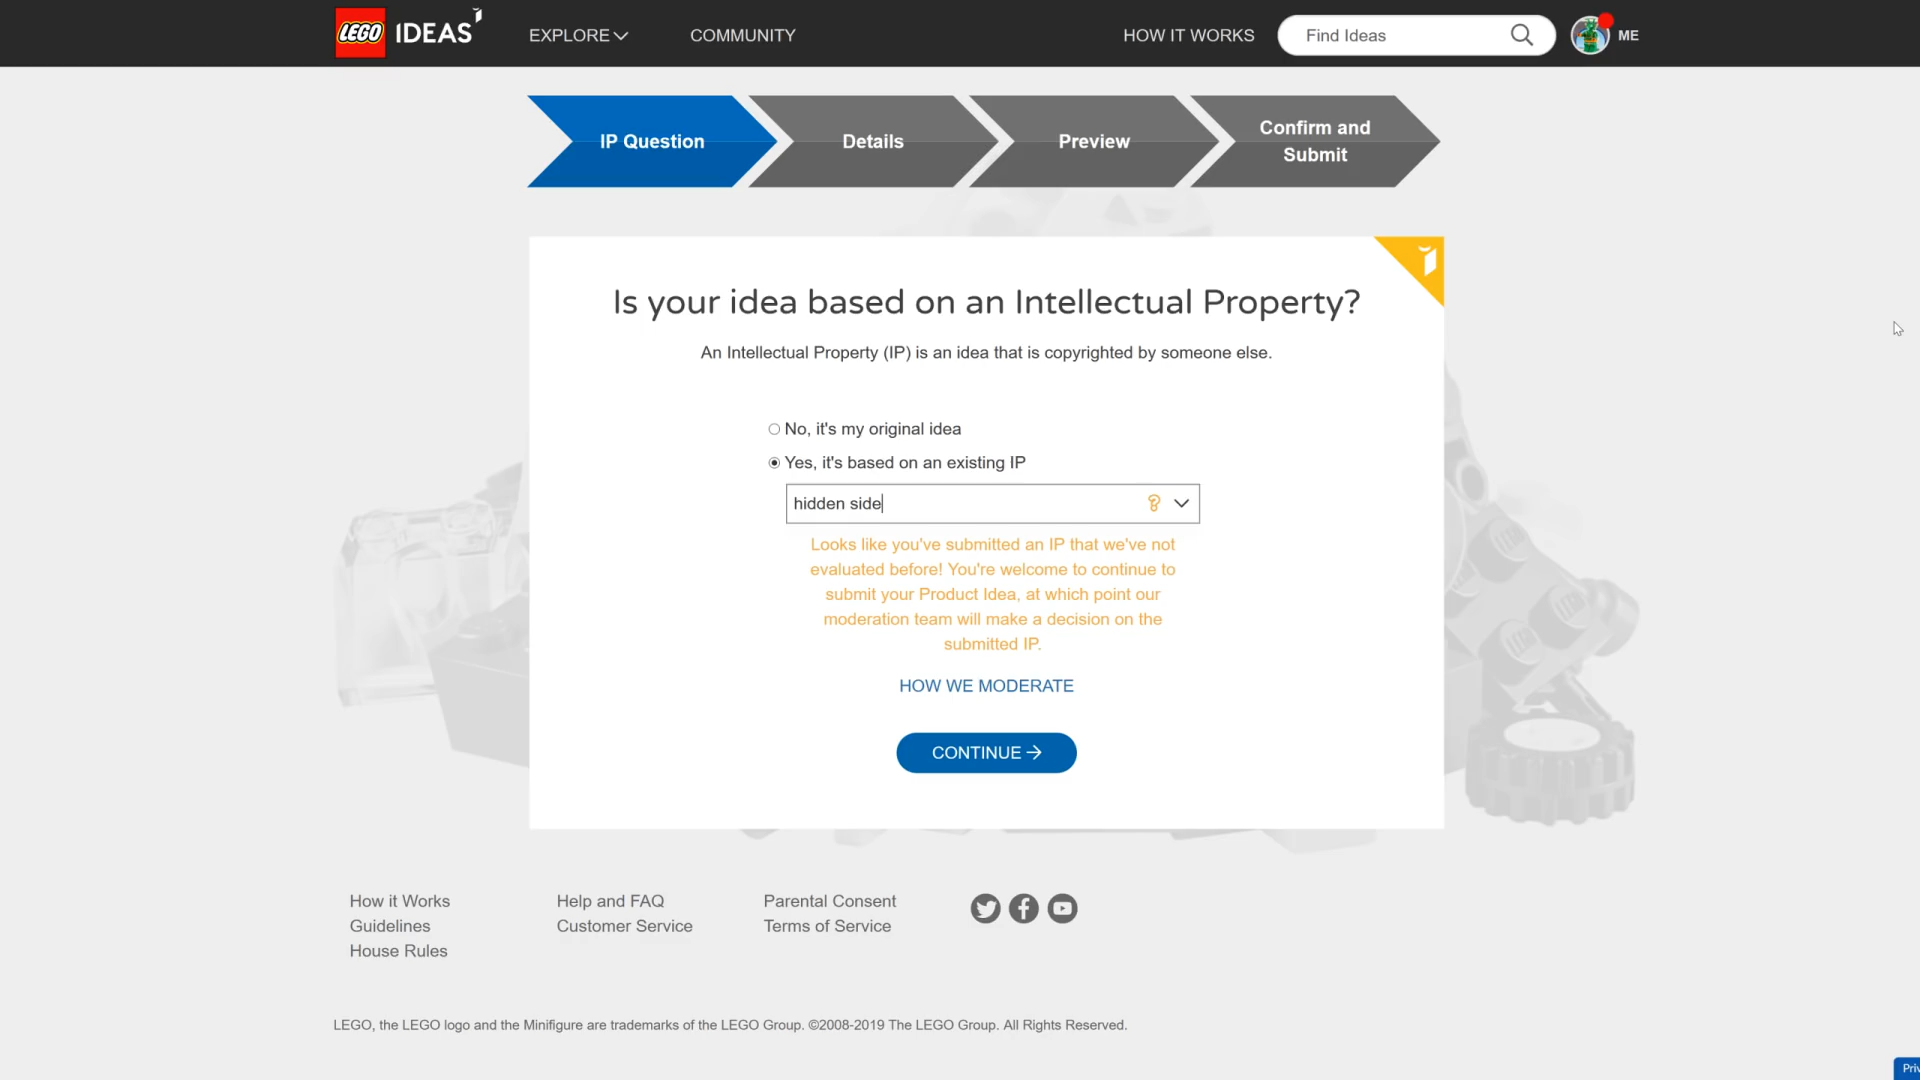 LEGO IDEAS
EXPLORE
COMMUNITY
HOW IT WORKS
Find Ideas
ME
IP Question
Details
Preview
Confirm and
Submit
Is your idea based on an Intellectual Property?
An Intellectual Property (IP) is an idea that is copyrighted by someone else.
No, it's my original idea
Yes, it's based on an existing IP
hidden side
Looks like you've submitted an IP that we've not
evaluated before! You're welcome to continue to
submit your Product Idea, at which point our
moderation team will make a decision on the
submitted IP.
HOW WE MODERATE
CONTINUE
How it Works
Guidelines
House Rules
Help and FAQ
Customer Service
Parental Consent
Terms of Service
LEGO, the LEGO logo and the Minifigure are trademarks of the LEGO Group. ©2008-2019 The LEGO Group. All Rights Reserved.